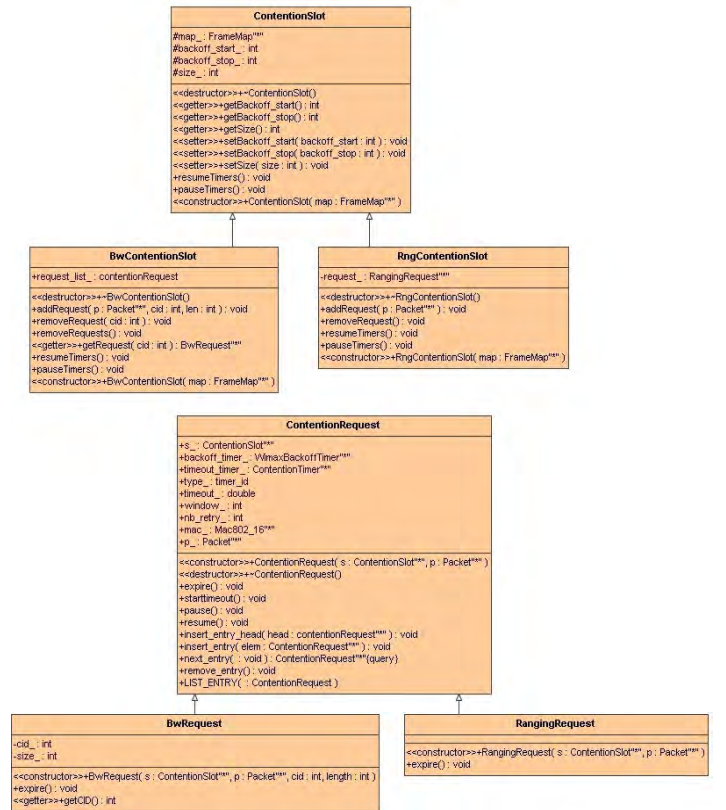 ContentionSlot
#map_ : FrameMap"*"
#backoff_start_ : int
#backoff_stop_ : int
#size_ : int
<<destructor>>+~ContentionSlot()
<<getter>>+getBackoff_start() : int
<<getter>>+getBackoff_stop() : int
<<getter>>+getSize() : int
<<setter>>+setBackoff_start( backoff_start : int ) : void
<<setter>>+setBackoff_stop( backoff_stop : int ) : void
<<setter>>+setSize( size : int ) : void
+resumeTimers() : void
+pauseTimers() : void
<<constructor>>+ContentionSlot( map : FrameMap"*" )
BwContentionSlot
+request_list_ : contentionRequest
<<destructor>>+~BwContentionSlot()
+addRequest( p : Packet"*", cid : int, len : int ) : void
+removeRequest( cid : int ) : void
+removeRequests() : void
<<getter>>+getRequest( cid : int ) : BwRequest"*"
+resumeTimers() : void
+pauseTimers() : void
<<constructor>>+BwContentionSlot( map : FrameMap"*" )
RngContentionSlot
-request_ : RangingRequest"*"
<<destructor>>+~RngContentionSlot()
+addRequest( p : Packet"*" ) : void
+removeRequest() : void
+resumeTimers() : void
+pauseTimers() : void
<<constructor>>+RngContentionSlot( map : FrameMap"*" )
ContentionRequest
+s_ : ContentionSlot"*"
+backoff_timer_ : WimaxBackoffTimer"*"
+timeout_timer_ : ContentionTimer"*"
+type_ : timer_id
+timeout_ : double
+window_ : int
+nb_retry_ : int
+mac_ : Mac802_16"*"
+p_ : Packet"*"
<<constructor>>+ContentionRequest( s : ContentionSlot"*", p : Packet"*" )
<<destructor>>+~ContentionRequest()
+expire() : void
+starttimeout() : void
+pause() : void
+resume() : void
+insert_entry_head( head : contentionRequest"*" ) : void
+insert_entry( elem : ContentionRequest"*" ) : void
+next_entry( : void ) : ContentionRequest"*"{query}
+remove_entry() : void
+LIST_ENTRY( : ContentionRequest )
BwRequest
-cid_ : int
-size_ : int
<<constructor>>+BwRequest( s : ContentionSlot"*", p : Packet"*", cid : int, length : int )
+expire() : void
<<getter>>+getCID() : int
RangingRequest
<<constructor>>+RangingRequest( s : ContentionSlot"*", p : Packet"*" )
+expire() : void